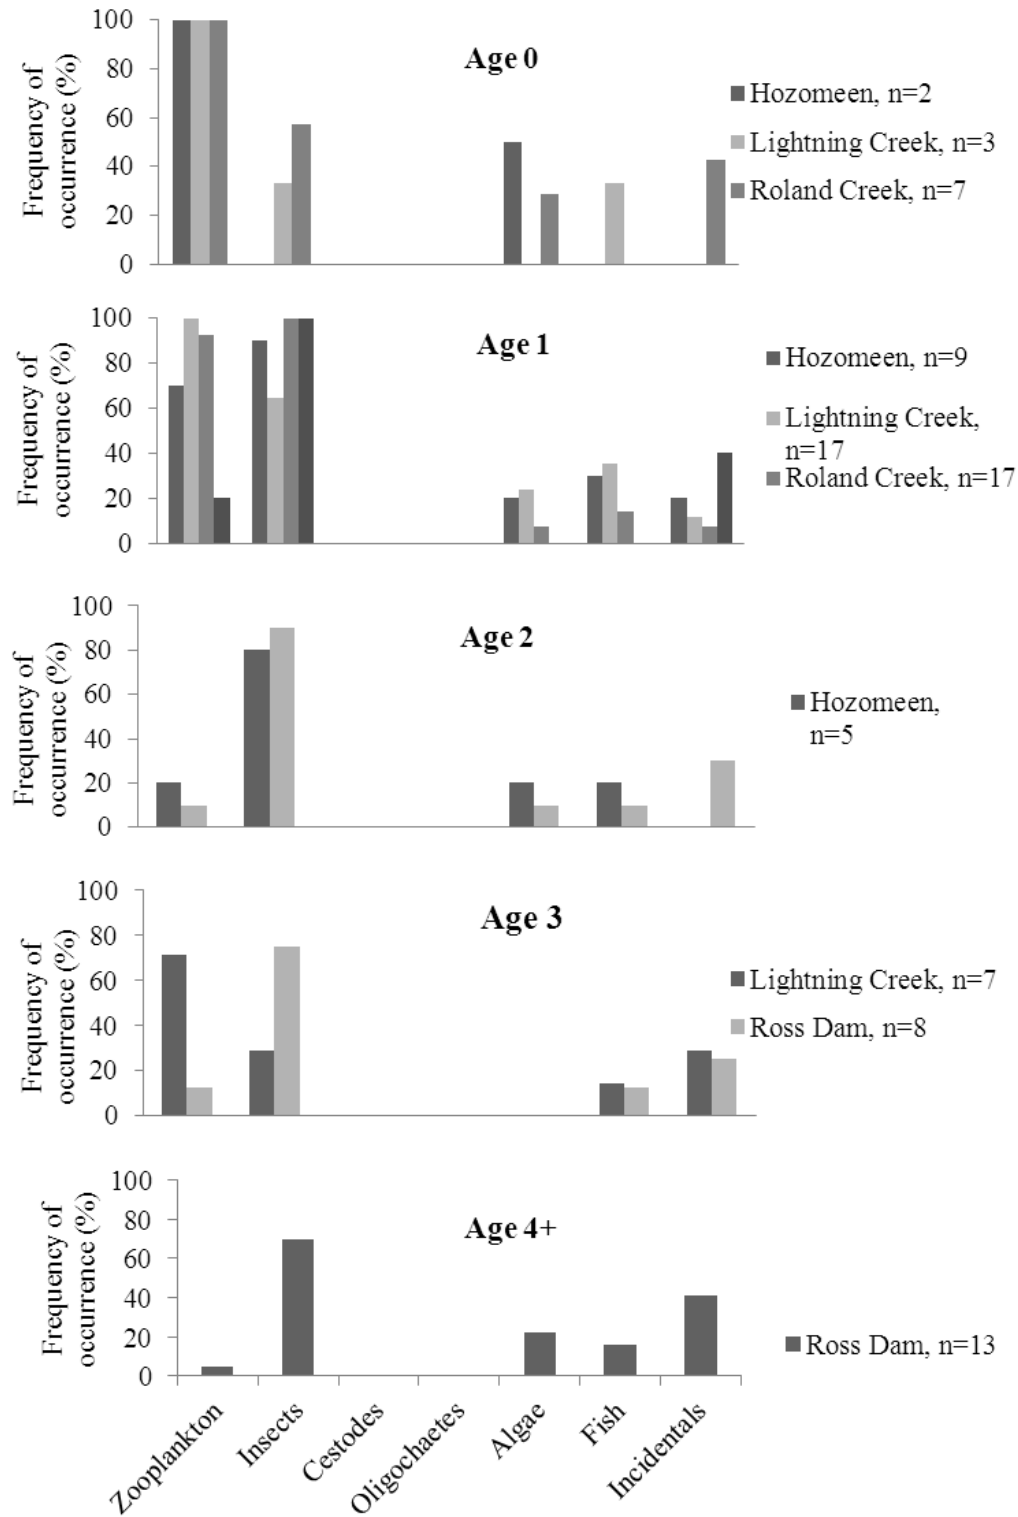 Age 0
Frequency of
occurrence (%)
100
80
60
40
20
0
Hozomeen, n=2
Lightning Creek, n=3
Roland Creek, n=7
Age 1
Frequency of
occurrence (%)
100
80
60
40
20
0
Hozomeen, n=9
Lightning Creek,
n=17
Roland Creek, n=17
Age 2
Frequency of
occurrence (%)
100
80
60
40
20
0
Hozomeen,
n=5
Age 3
Frequency of
occurrence (%)
100
80
60
40
20
0
Lightning Creek, n=7
Ross Dam, n=8
Age 4+
Frequency of
occurrence (%)
100
80
60
40
20
0
Ross Dam, n=13
Zooplankton
Insects
Cestodes
Oligochaetes
Algae
Fish
Incidentals